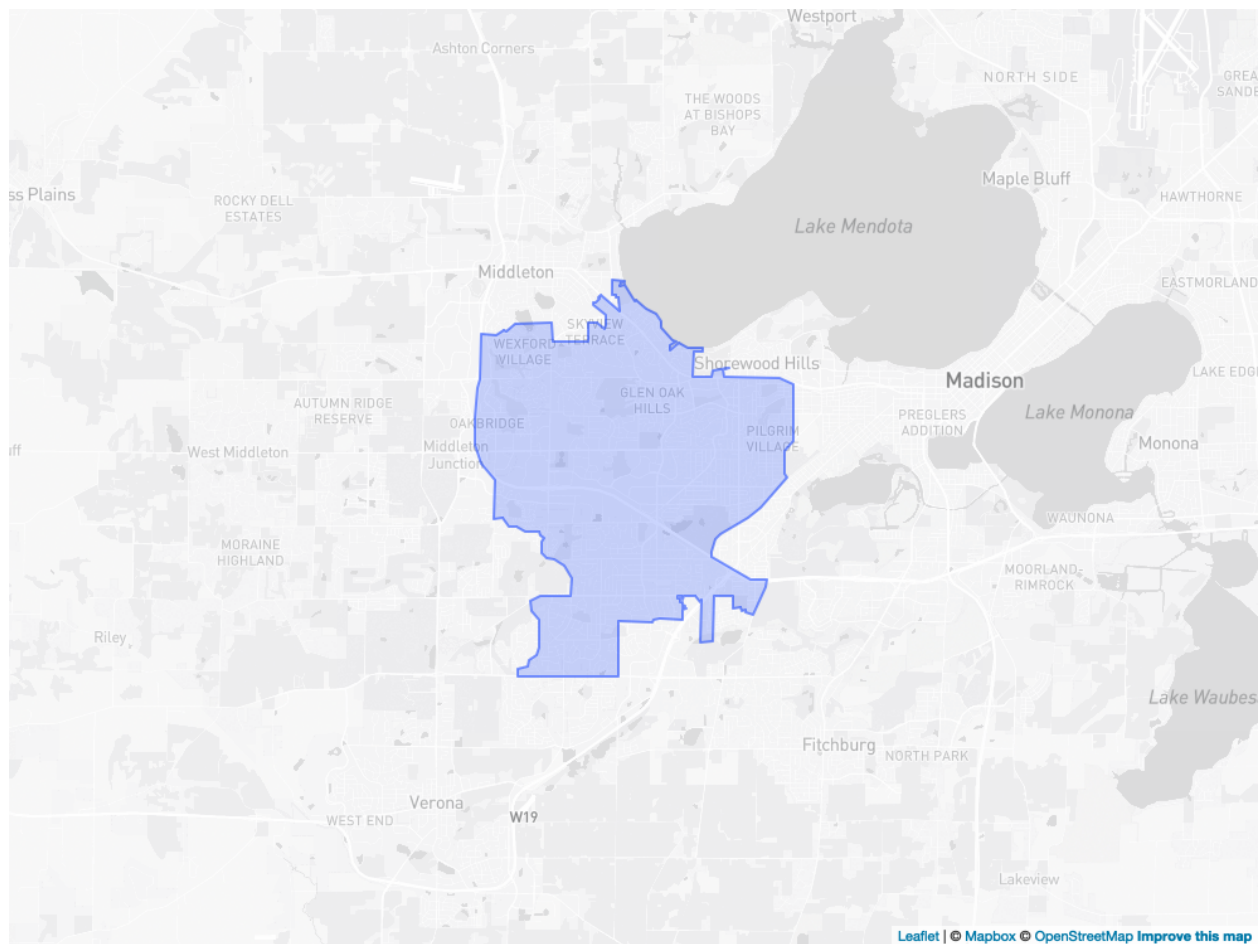 Westport
Ashton Corners
NORTH SIDE
GREA
SANDE
THE WOODS
AT BISHOPS
BAY
Maple Bluff
ss Plains
HAWTHORNE
ROCKY DELL
ESTATES
Lake Mendota
Middleton
EASTMORLAND
SKYVIEW
TERRACE
WEXFORD
VILLAGE
Shorewood Hills
LAKE EDGE
Madison
GLEN OAK
HILLS
AUTUMN RIDGE
RESERVE
Lake Monona
PREGLERS
ADDITION
OAKBRIDGE
PILGRIM
VILLAGE
Monona
uff
West Middleton
Middleton
Junction
WAUNONA
MORAINE
HIGHLAND
MOORLAND-
RIMROCK
Riley
Lake Waubes
Fitchburg
NORTH PARK
Verona
WEST END
W19
Lakeview
Leaflet | © Mapbox © OpenStreetMap Improve this map